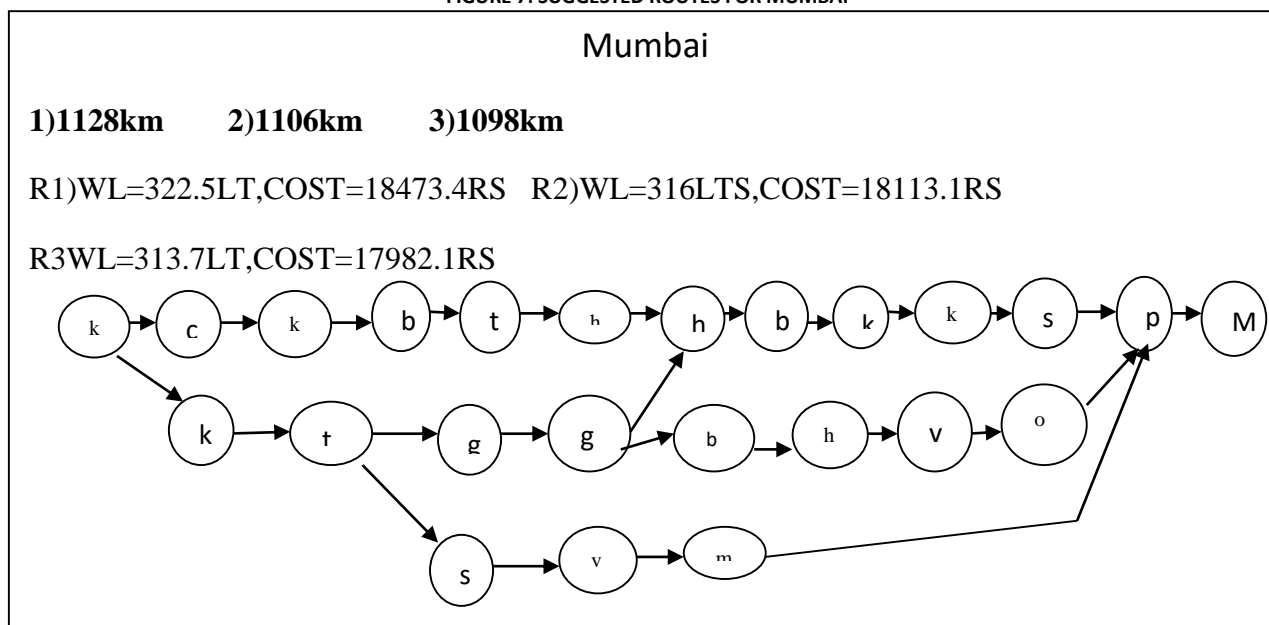 FIGURE 7: SUGGESTED ROUTES FOR MUMBAI
Mumbai
1)1128km 2)1106km 3)1098km
R1)WL=322.5LT,COST=18473.4RS R2)WL=316LTS,COST=18113.1RS
R3WL=313.7LT,COST=17982.1RS
k c k b t h h b k k s p M
k t g g b h v o
s v m